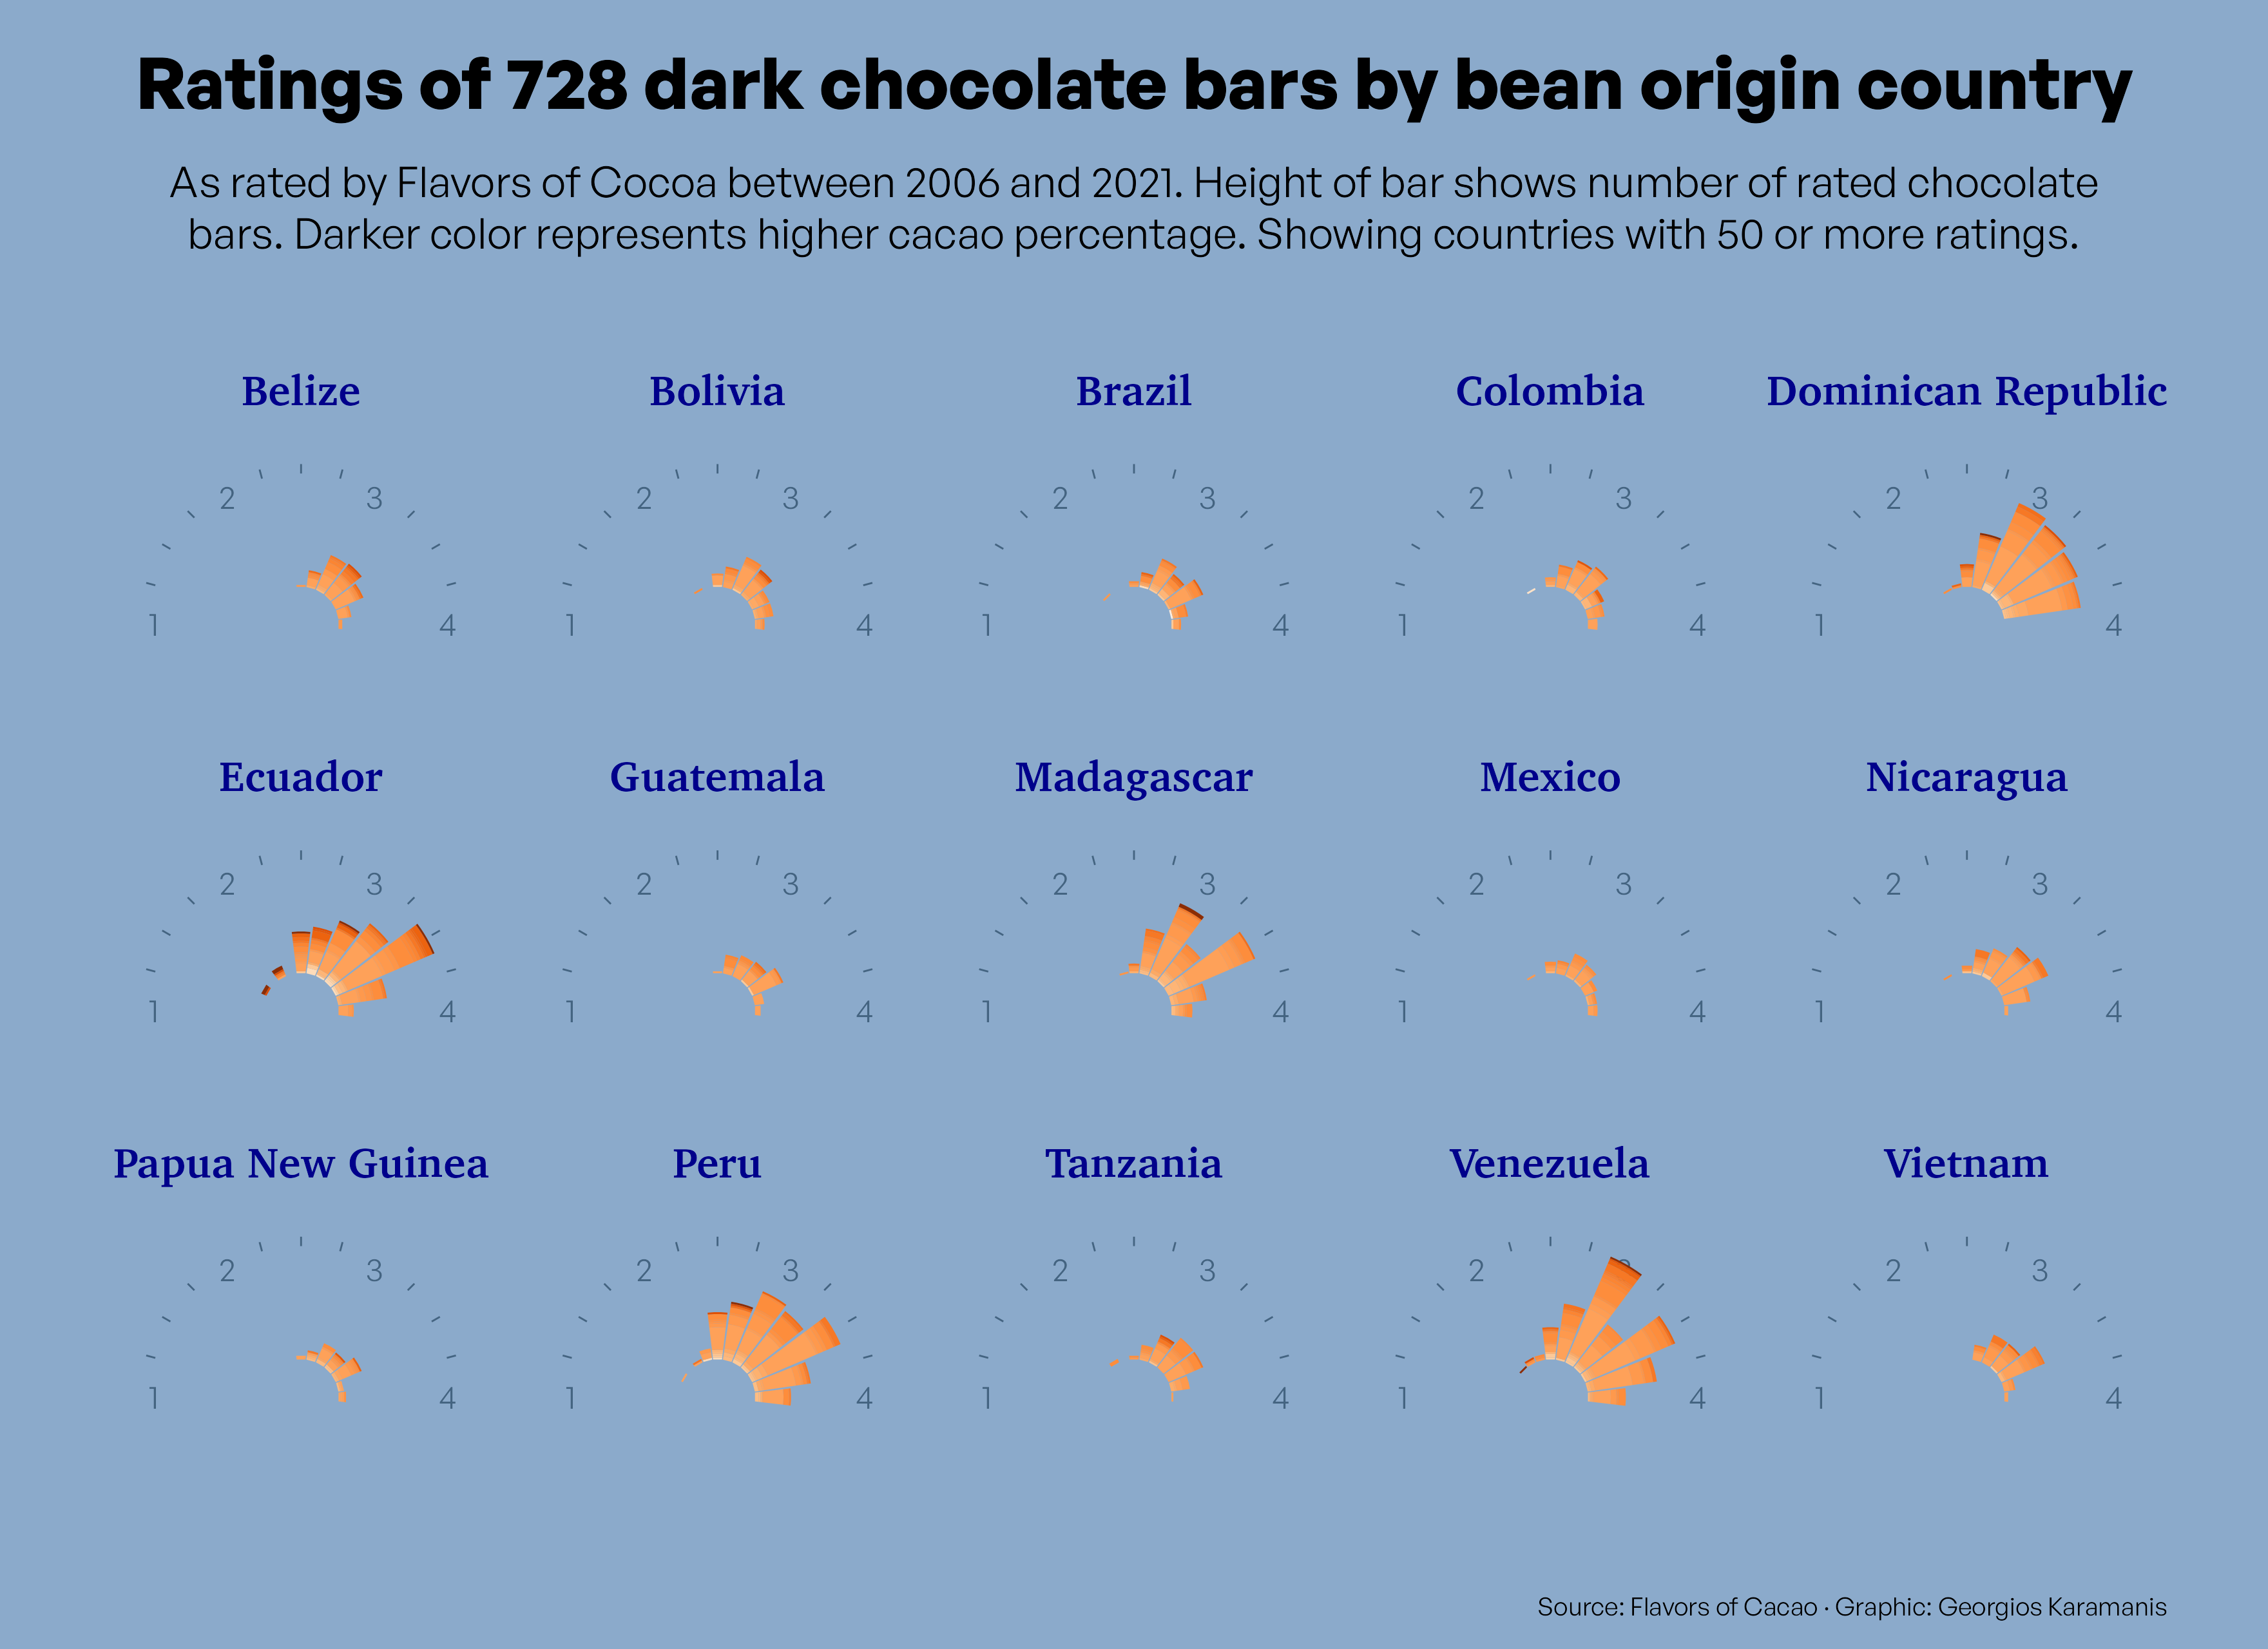 Ratings of 728 dark chocolate bars by bean origin country
As rated by Flavors of Cocoa between 2006 and 2021. Height of bar shows number of rated chocolate
bars. Darker color represents higher cacao percentage. Showing countries with 50 or more ratings.
Belize Bolivia Brazil Colombia Dominican Republic
2 3 2 3 2 3 2 3 2 3
1 4 1 4 1 4 1 4 1 4
Ecuador Guatemala Madagascar Mexico Nicaragua
2 3 2 3 2 3 2 3 2 3
1 4 1 4 1 4 1 4 1 4
Papua New Guinea Peru Tanzania Venezuela Vietnam
2 3 2 3 2 3 2 3 2 3
1 4 1 4 1 4 1 4 1 4
Source: Flavors of Cacao · Graphic: Georgios Karamanis